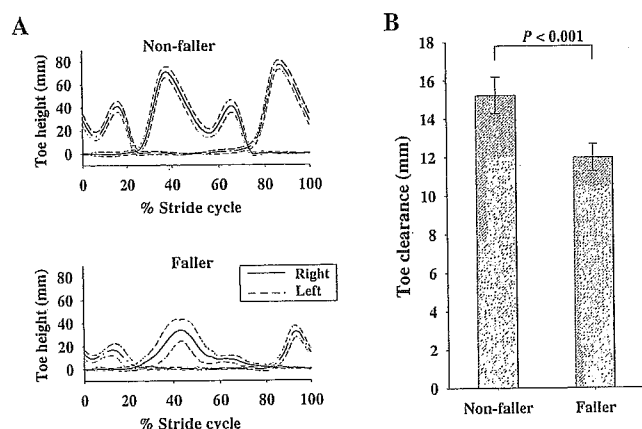 A
Non-faller
Toe height (mm)
80
60
40
20
0
0 20 40 60 80 100
% Stride cycle
Faller
Right
Left
Toe height (mm)
80
60
40
20
0
0 20 40 60 80 100
% Stride cycle
B
P < 0.001
Toe clearance (mm)
18
16
14
12
10
8
6
4
2
0
Non-faller Faller